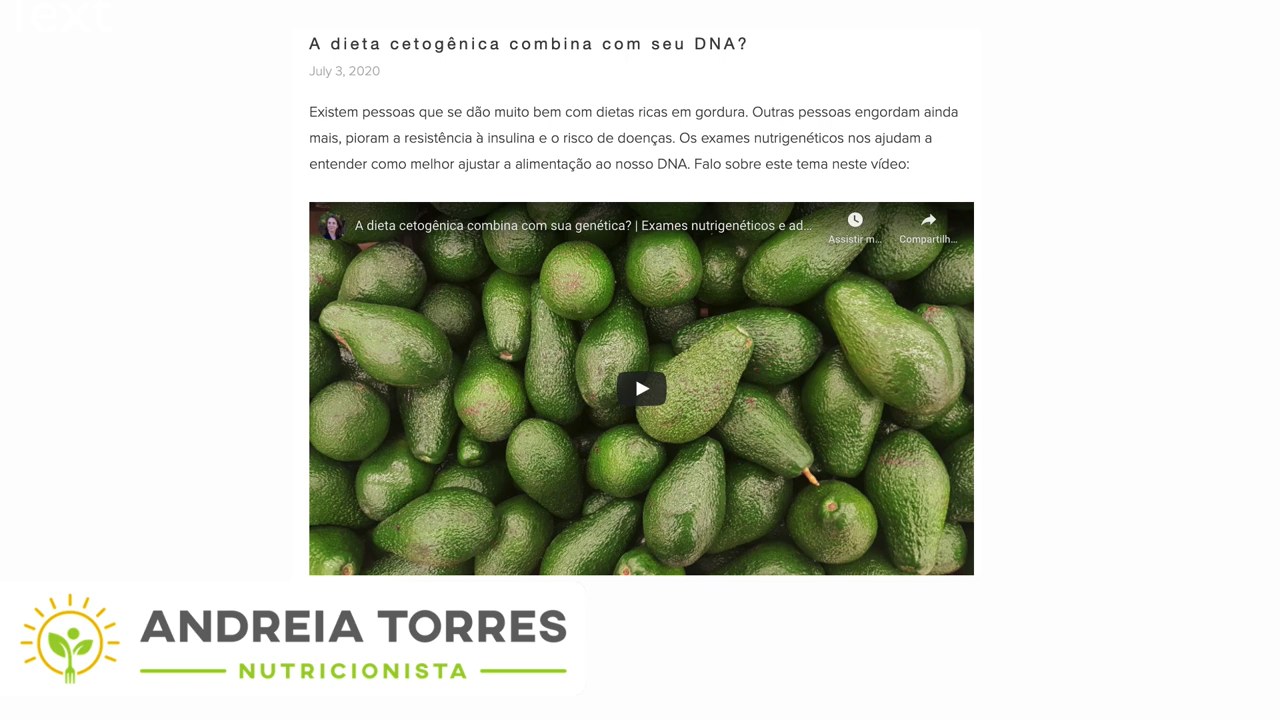 Text
A dieta cetogênica combina com seu DNA?
July 3, 2020
Existem pessoas que se dão muito bem com dietas ricas em gordura. Outras pessoas engordam ainda
mais, pioram a resistência à insulina e o risco de doenças. Os exames nutrigenéticos nos ajudam a
entender como melhor ajustar a alimentação ao nosso DNA. Falo sobre este tema neste vídeo:
A dieta cetogênica combina com sua genética? | Exames nutrigenéticos e ad...
Assistir m...
Compartilh...
ANDREIA TORRES
NUTRICIONISTA